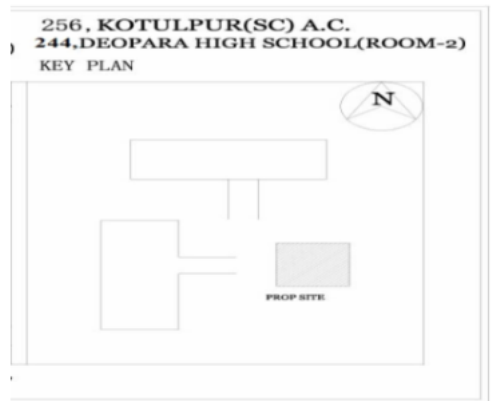 256, KOTULPUR(SC) A.C.
244,DEOPARA HIGH SCHOOL(ROOM-2)
KEY PLAN
N
PROP SITE